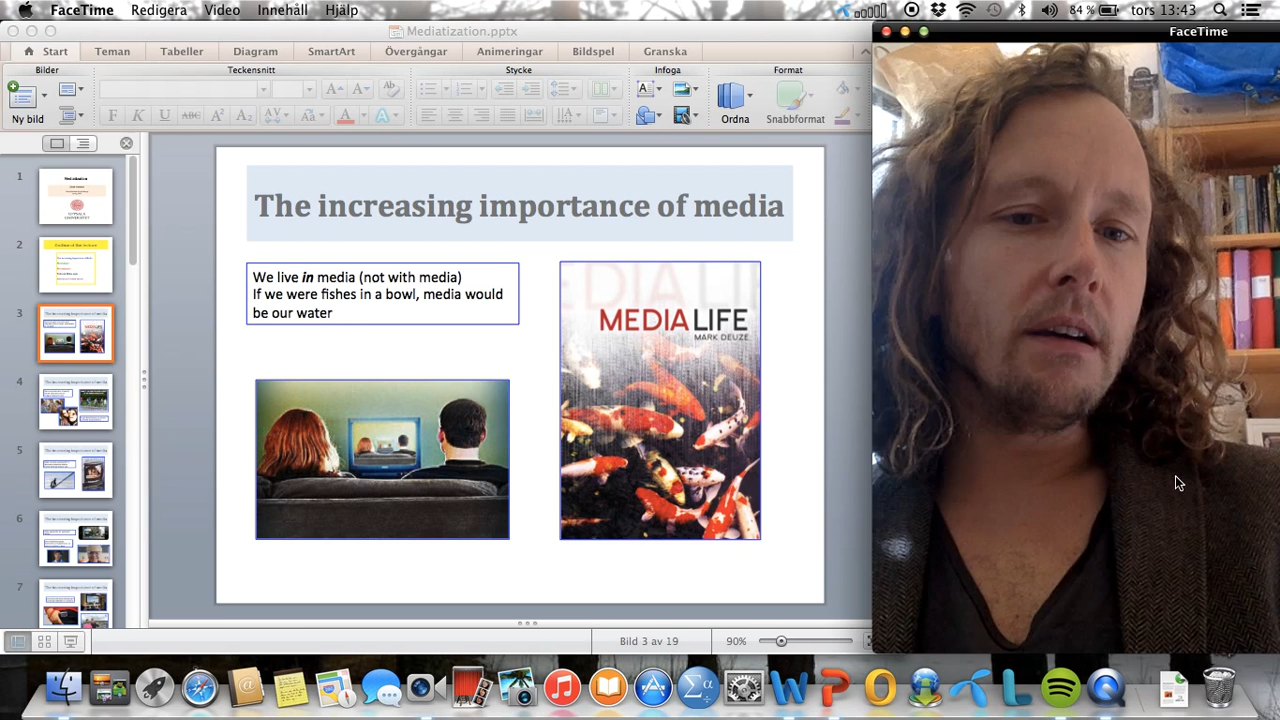 FaceTime Redigera Video Innehåll Hjälp 84 % tors 13:43
Mediatization.pptx
FaceTime
Start Teman Tabeller Diagram SmartArt Övergångar Animeringar Bildspel Granska
Bilder Teckensnitt Stycke Infoga Format
Ny bild F K U ABC A² A₂ Ordna Snabbformat
1
2
3
4
5
6
7
The increasing importance of media
We live in media (not with media)
If we were fishes in a bowl, media would
be our water
MEDIA LIFE
MARK DEUZE
Bild 3 av 19 90%